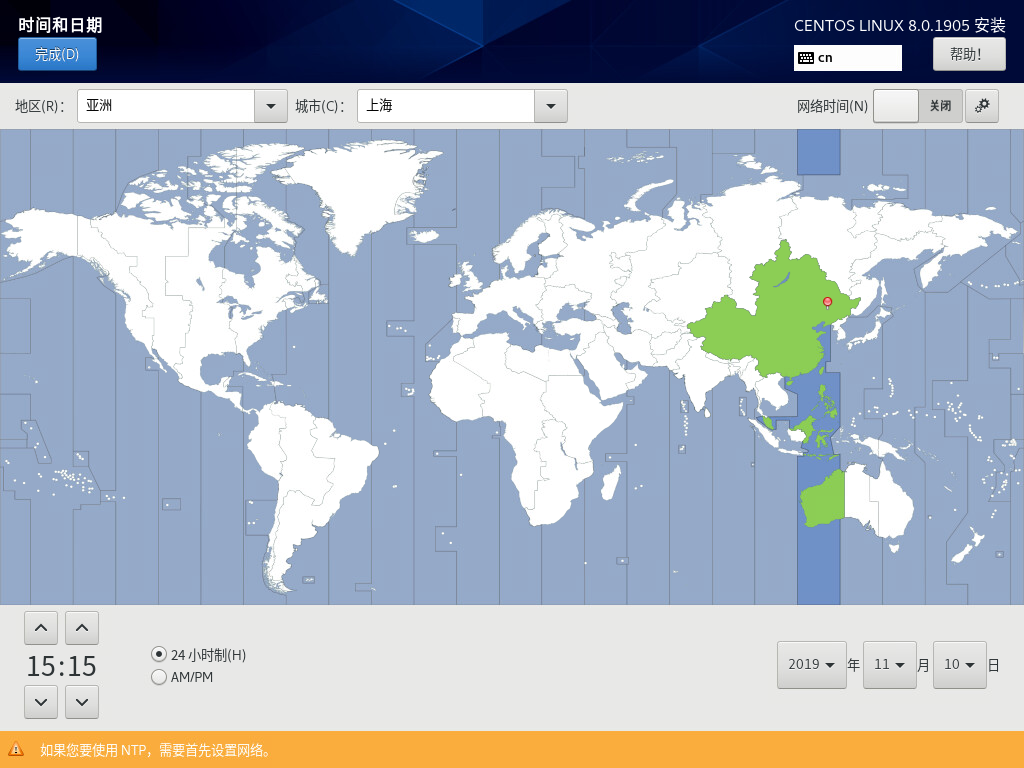 时间和日期
完成(D)
CENTOS LINUX 8.0.1905 安装
cn
帮助!
地区(R):
亚洲
城市(C):
上海
网络时间(N)
关闭
15:15
24 小时制(H)
AM/PM
2019 年 11 月 10 日
如果您要使用 NTP，需要首先设置网络。